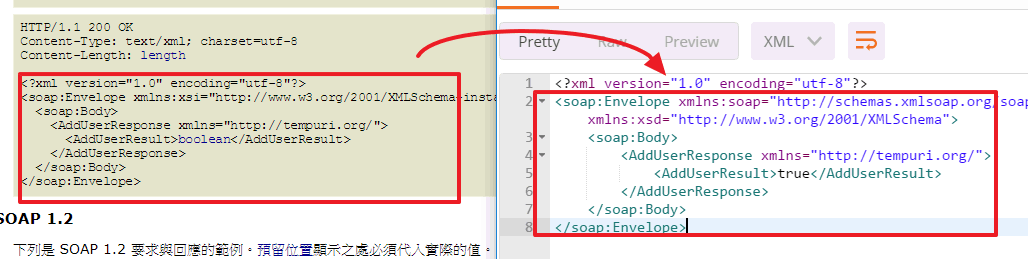 HTTP/1.1 200 OK
Content-Type: text/xml; charset=utf-8
Content-Length: length
<?xml version="1.0" encoding="utf-8"?>
<soap:Envelope xmlns:xsi="http://www.w3.org/2001/XMLSchema-insta
<soap:Body>
<AddUserResponse xmlns="http://tempuri.org/">
<AddUserResult>boolean</AddUserResult>
</AddUserResponse>
</soap:Body>
</soap:Envelope>
SOAP 1.2
下列是 SOAP 1.2 要求與回應的範例。預留位置顯示之處必須代入實際的值。
Pretty Raw Preview XML
1 <?xml version="1.0" encoding="utf-8"?>
2 <soap:Envelope xmlns:soap="http://schemas.xmlsoap.org/soap
xmlns:xsd="http://www.w3.org/2001/XMLSchema">
3 <soap:Body>
4 <AddUserResponse xmlns="http://tempuri.org/">
5 <AddUserResult>true</AddUserResult>
6 </AddUserResponse>
7 </soap:Body>
8 </soap:Envelope>